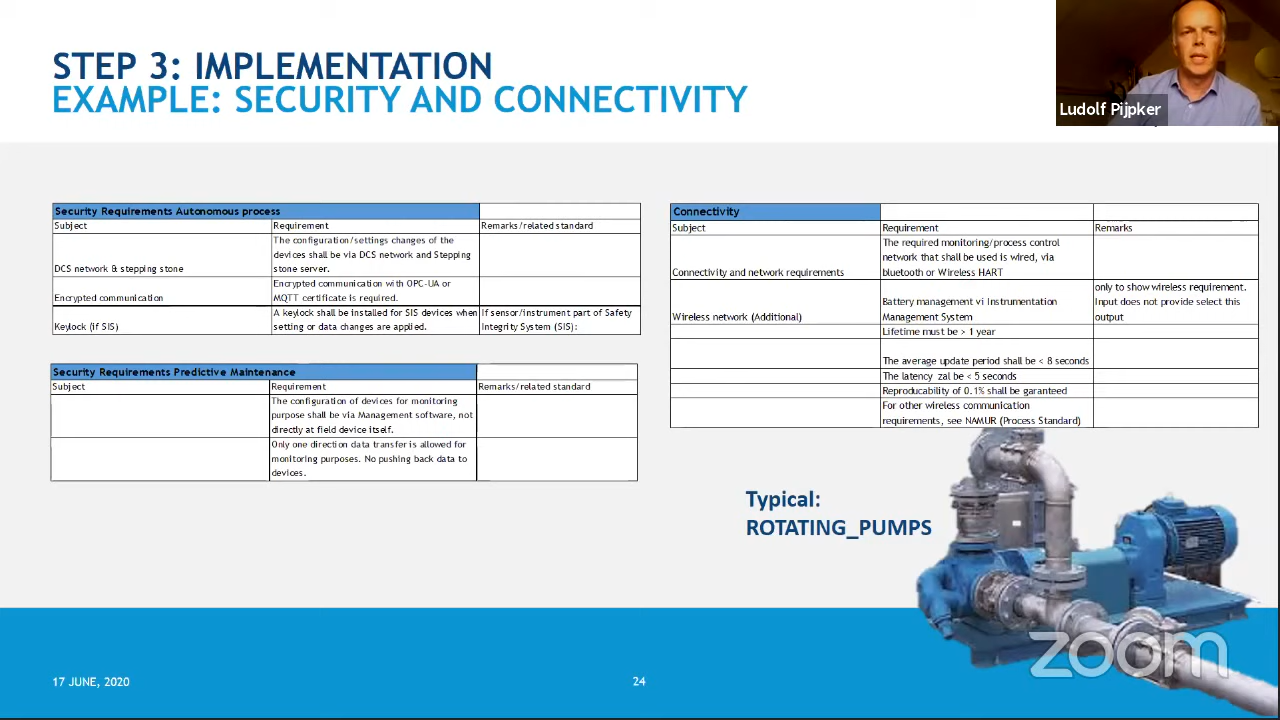 STEP 3: IMPLEMENTATION
EXAMPLE: SECURITY AND CONNECTIVITY
Ludolf Pijpker
Security Requirements Autonomous process
Subject Requirement Remarks/related standard
The configuration/settings changes of the
devices shall be via DCS network and Stepping
DCS network & stepping stone stone server.
Encrypted communication with OPC-UA or
Encrypted communication MQTT certificate is required.
A keylock shall be installed for SIS devices when If sensor/instrument part of Safety
Keylock (if SIS) setting or data changes are applied. Integrity System (SIS):
Security Requirements Predictive Maintenance
Subject Requirement Remarks/related standard
The configuration of devices for monitoring
purpose shall be via Management software, not
directly at field device itself.
Only one direction data transfer is allowed for
monitoring purposes. No pushing back data to
devices.
Connectivity
Subject Requirement Remarks
The required monitoring/process control
network that shall be used is wired, via
Connectivity and network requirements bluetooth or Wireless HART
only to show wireless requirement.
Battery management vi Instrumentation Input does not provide select this
Wireless network (Additional) Management System output
Lifetime must be > 1 year
The average update period shall be < 8 seconds
The latency zal be < 5 seconds
Reproducability of 0.1% shall be garanteed
For other wireless communication
requirements, see NAMUR (Process Standard)
Typical:
ROTATING_PUMPS
zoom
17 JUNE, 2020
24